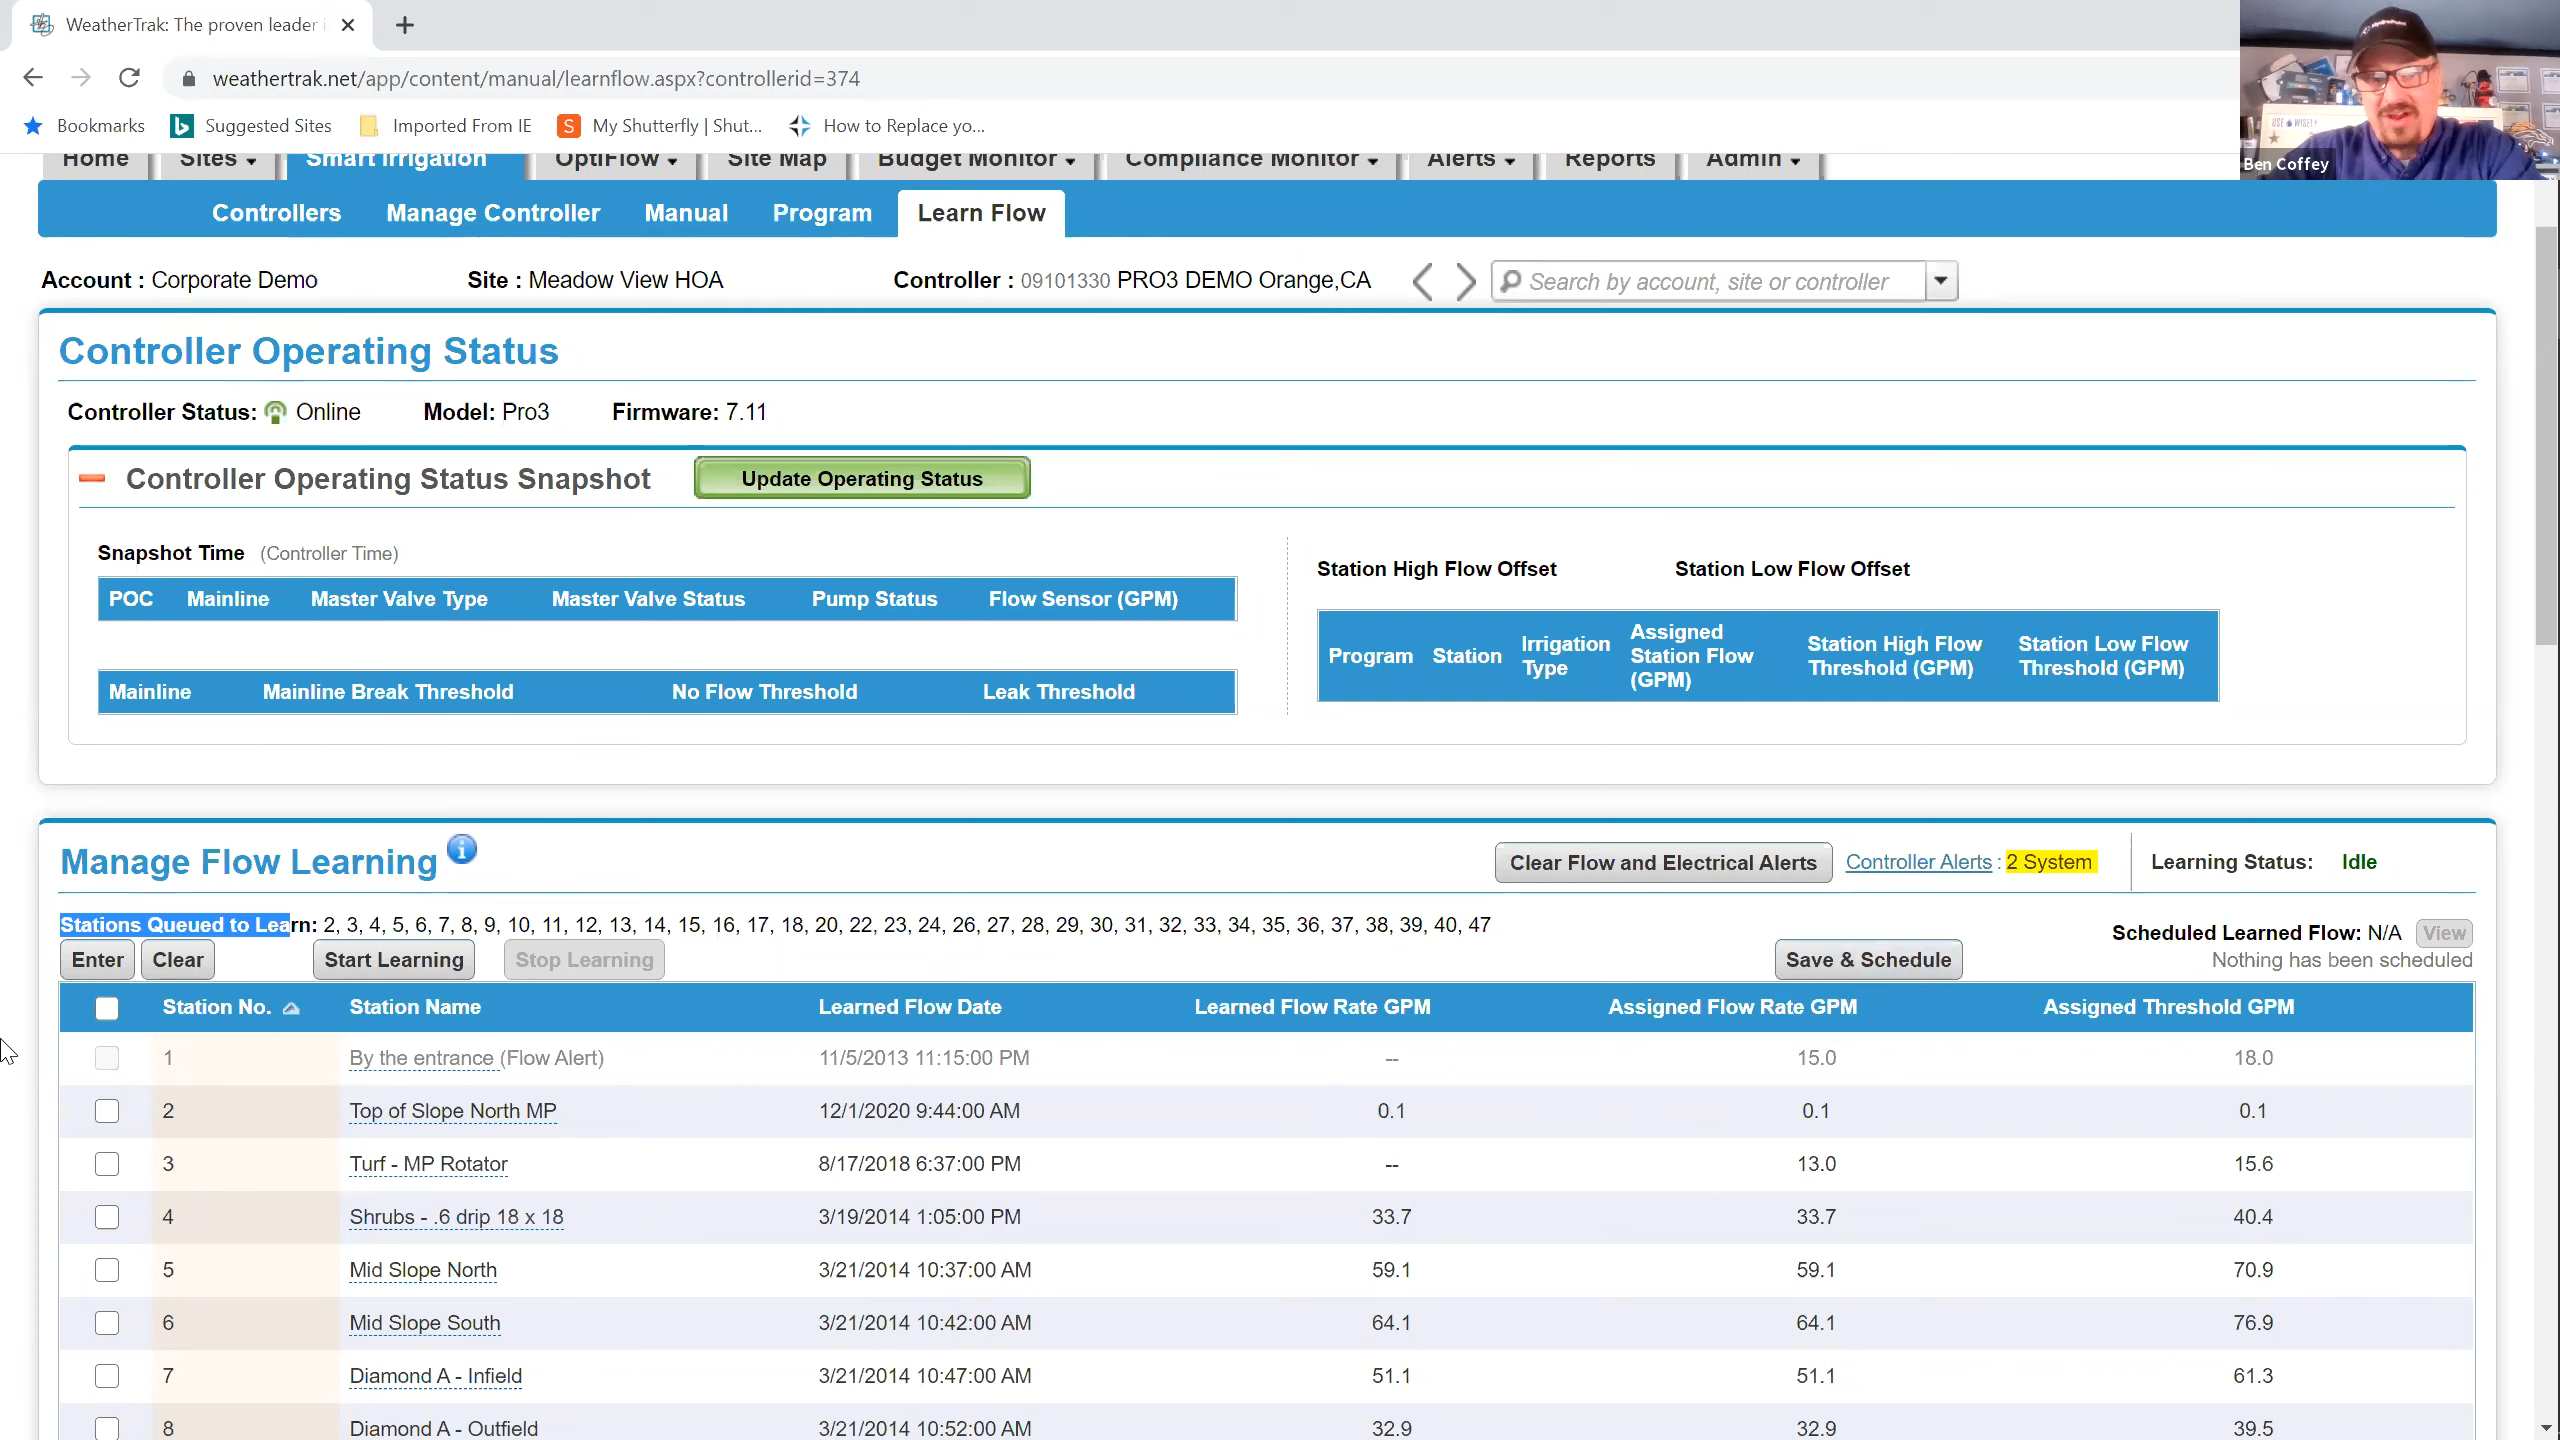 WeatherTrak: The proven leader i
weathertrak.net/app/content/manual/learnflow.aspx?controllerid=374
Bookmarks Suggested Sites Imported From IE My Shutterfly | Shut... How to Replace yo...
USE WISELY
Ben Coffey
Home Sites Smart Irrigation OptiFlow Site Map Budget Monitor Compliance Monitor Alerts Reports Admin
Controllers Manage Controller Manual Program Learn Flow
Account : Corporate Demo Site : Meadow View HOA Controller : 09101330 PRO3 DEMO Orange,CA Search by account, site or controller
Controller Operating Status
Controller Status: Online Model: Pro3 Firmware: 7.11
Controller Operating Status Snapshot Update Operating Status
Snapshot Time (Controller Time)
POC Mainline Master Valve Type Master Valve Status Pump Status Flow Sensor (GPM)
Mainline Mainline Break Threshold No Flow Threshold Leak Threshold
Station High Flow Offset Station Low Flow Offset
Program Station Irrigation Type Assigned Station Flow (GPM) Station High Flow Threshold (GPM) Station Low Flow Threshold (GPM)
Manage Flow Learning Clear Flow and Electrical Alerts Controller Alerts : 2 System Learning Status: Idle
Stations Queued to Learn: 2, 3, 4, 5, 6, 7, 8, 9, 10, 11, 12, 13, 14, 15, 16, 17, 18, 20, 22, 23, 24, 26, 27, 28, 29, 30, 31, 32, 33, 34, 35, 36, 37, 38, 39, 40, 47
Scheduled Learned Flow: N/A View
Enter Clear Start Learning Stop Learning Save & Schedule Nothing has been scheduled
Station No. Station Name Learned Flow Date Learned Flow Rate GPM Assigned Flow Rate GPM Assigned Threshold GPM
1 By the entrance (Flow Alert) 11/5/2013 11:15:00 PM -- 15.0 18.0
2 Top of Slope North MP 12/1/2020 9:44:00 AM 0.1 0.1 0.1
3 Turf - MP Rotator 8/17/2018 6:37:00 PM -- 13.0 15.6
4 Shrubs - .6 drip 18 x 18 3/19/2014 1:05:00 PM 33.7 33.7 40.4
5 Mid Slope North 3/21/2014 10:37:00 AM 59.1 59.1 70.9
6 Mid Slope South 3/21/2014 10:42:00 AM 64.1 64.1 76.9
7 Diamond A - Infield 3/21/2014 10:47:00 AM 51.1 51.1 61.3
8 Diamond A - Outfield 3/21/2014 10:52:00 AM 32.9 32.9 39.5